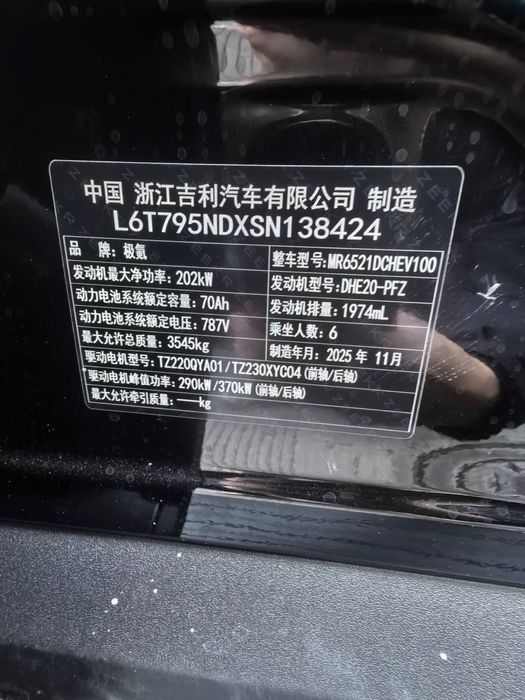 中国 浙江吉利汽车有限公司 制造
L6T795NDXSN138424
品 牌: 极氪
整车型号: MR6521DCHEV100
发动机最大净功率: 202kW
发动机型号: DHE20-PFZ
动力电池系统额定容量: 70Ah
发动机排量: 1974mL
动力电池系统额定电压: 787V
乘坐人数: 6
最大允许总质量: 3545kg
制造年月: 2025 年 11月
驱动电机型号: TZ220QYA01/TZ230XYC04 (前轴/后轴)
驱动电机峰值功率: 290kW/370kW (前轴/后轴)
最大允许牵引质量: ——kg